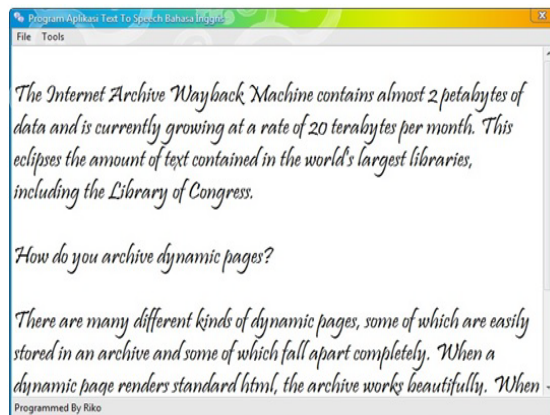 Program Aplikasi Text To Speech Bahasa Inggris
File Tools
The Internet Archive Wayback Machine contains almost 2 petabytes of
data and is currently growing at a rate of 20 terabytes per month. This
eclipses the amount of text contained in the world's largest libraries,
including the Library of Congress.
How do you archive dynamic pages?
There are many different kinds of dynamic pages, some of which are easily
stored in an archive and some of which fall apart completely. When a
dynamic page renders standard html, the archive works beautifully. When
Programmed By Riko